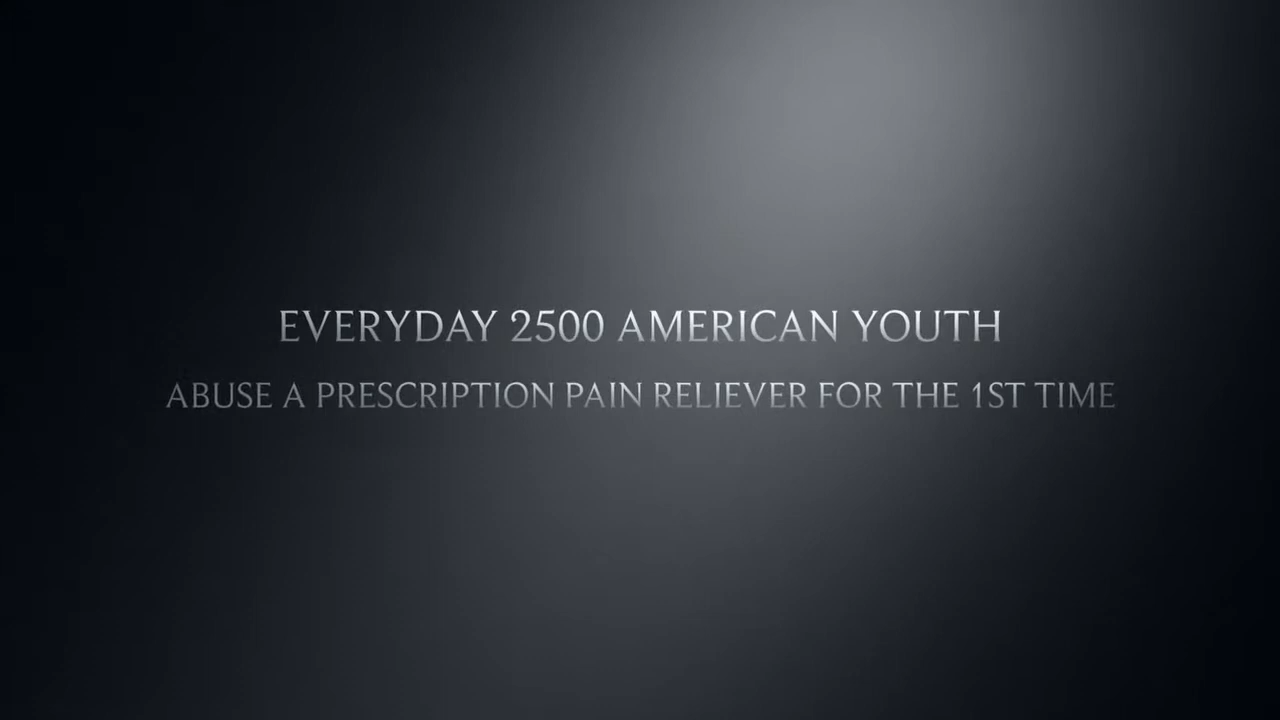 EVERYDAY 2500 AMERICAN YOUTH
ABUSE A PRESCRIPTION PAIN RELIEVER FOR THE 1ST TIME